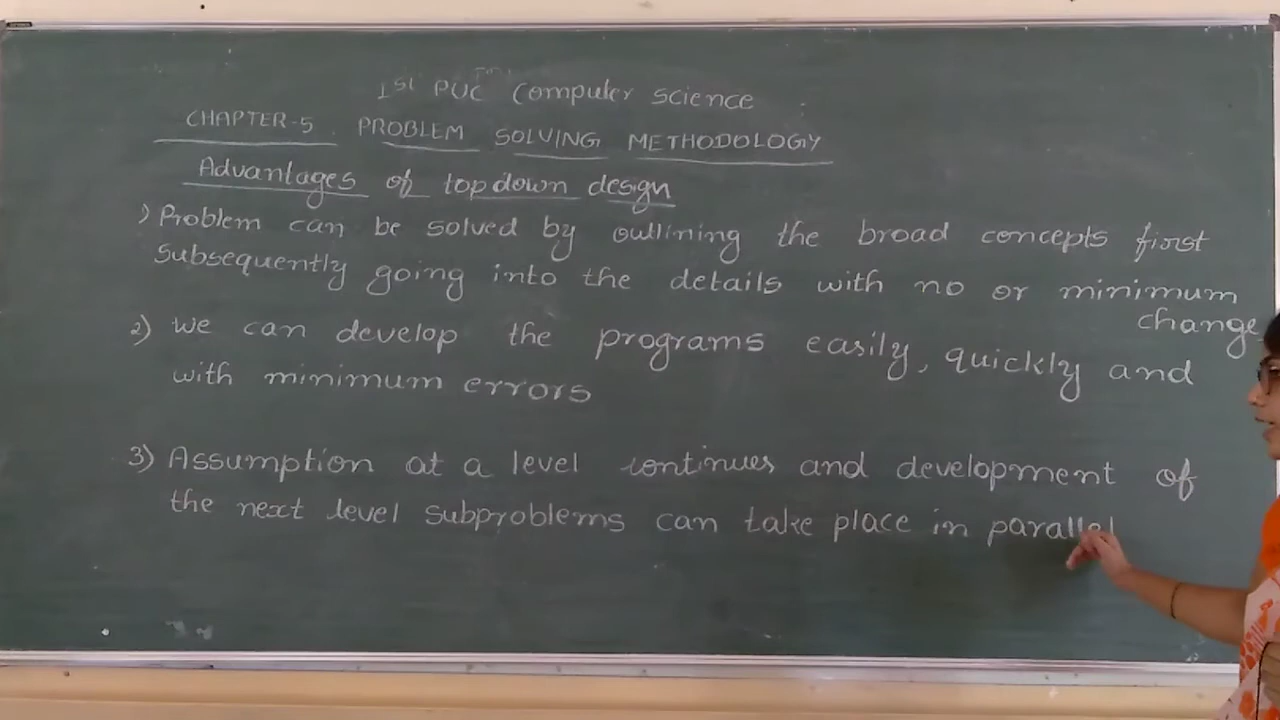 1st PUC Computer science
CHAPTER-5. PROBLEM SOLVING METHODOLOGY
Advantages of topdown design
1) Problem can be solved by outlining the broad concepts first
subsequently going into the details with no or minimum
change
2) we can develop the programs easily, quickly and
with minimum errors
3) Assumption at a level continues and development of
the next level subproblems can take place in parallel